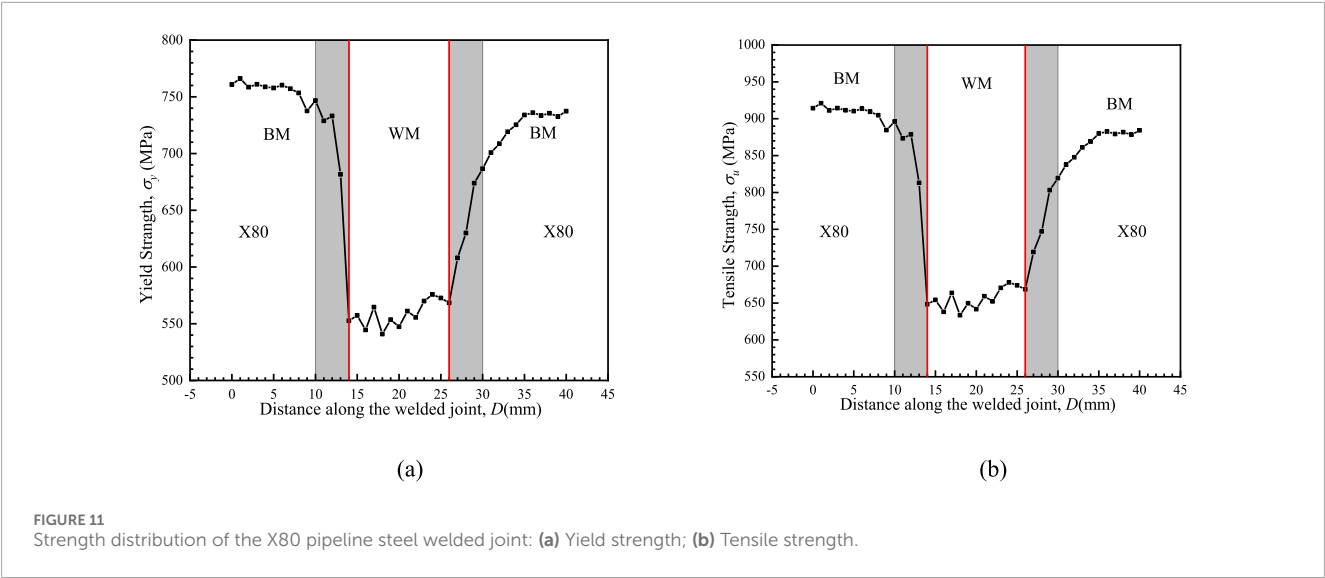 800
750
700
650
600
550
500
Yield Strength, σy (MPa)
BM
WM
BM
X80
X80
-5 0 5 10 15 20 25 30 35 40 45
Distance along the welded joint, D(mm)
(a)
1000
950
900
850
800
750
700
650
600
550
Tensile Strength, σu (MPa)
BM
WM
BM
X80
X80
-5 0 5 10 15 20 25 30 35 40 45
Distance along the welded joint, D(mm)
(b)
FIGURE 11
Strength distribution of the X80 pipeline steel welded joint: (a) Yield strength; (b) Tensile strength.